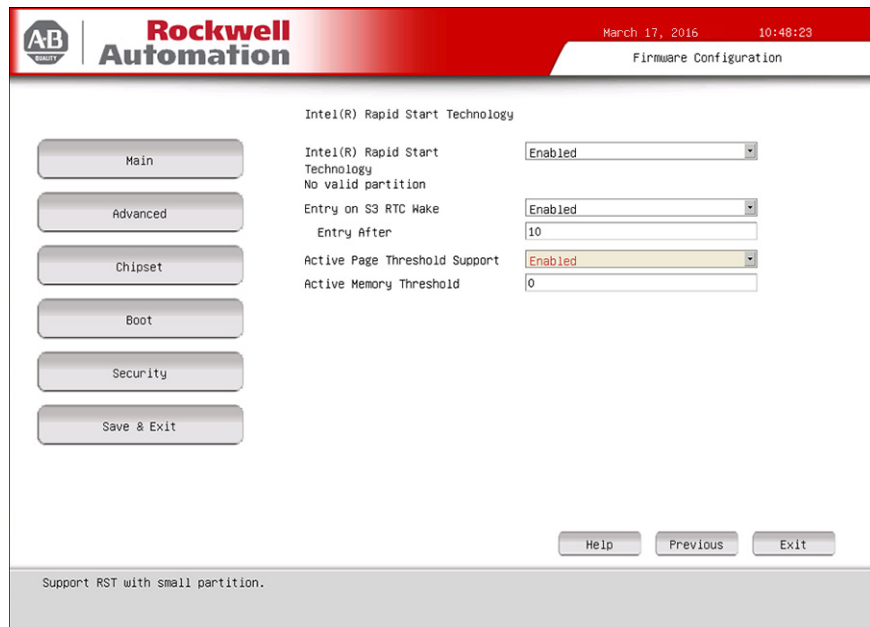 A·B
QUALITY
Rockwell
Automation
March 17, 2016 10:48:23
Firmware Configuration
Main
Advanced
Chipset
Boot
Security
Save & Exit
Intel(R) Rapid Start Technology
Intel(R) Rapid Start
Technology
Enabled
No valid partition
Entry on S3 RTC Wake Enabled
Entry After 10
Active Page Threshold Support Enabled
Active Memory Threshold 0
Help Previous Exit
Support RST with small partition.